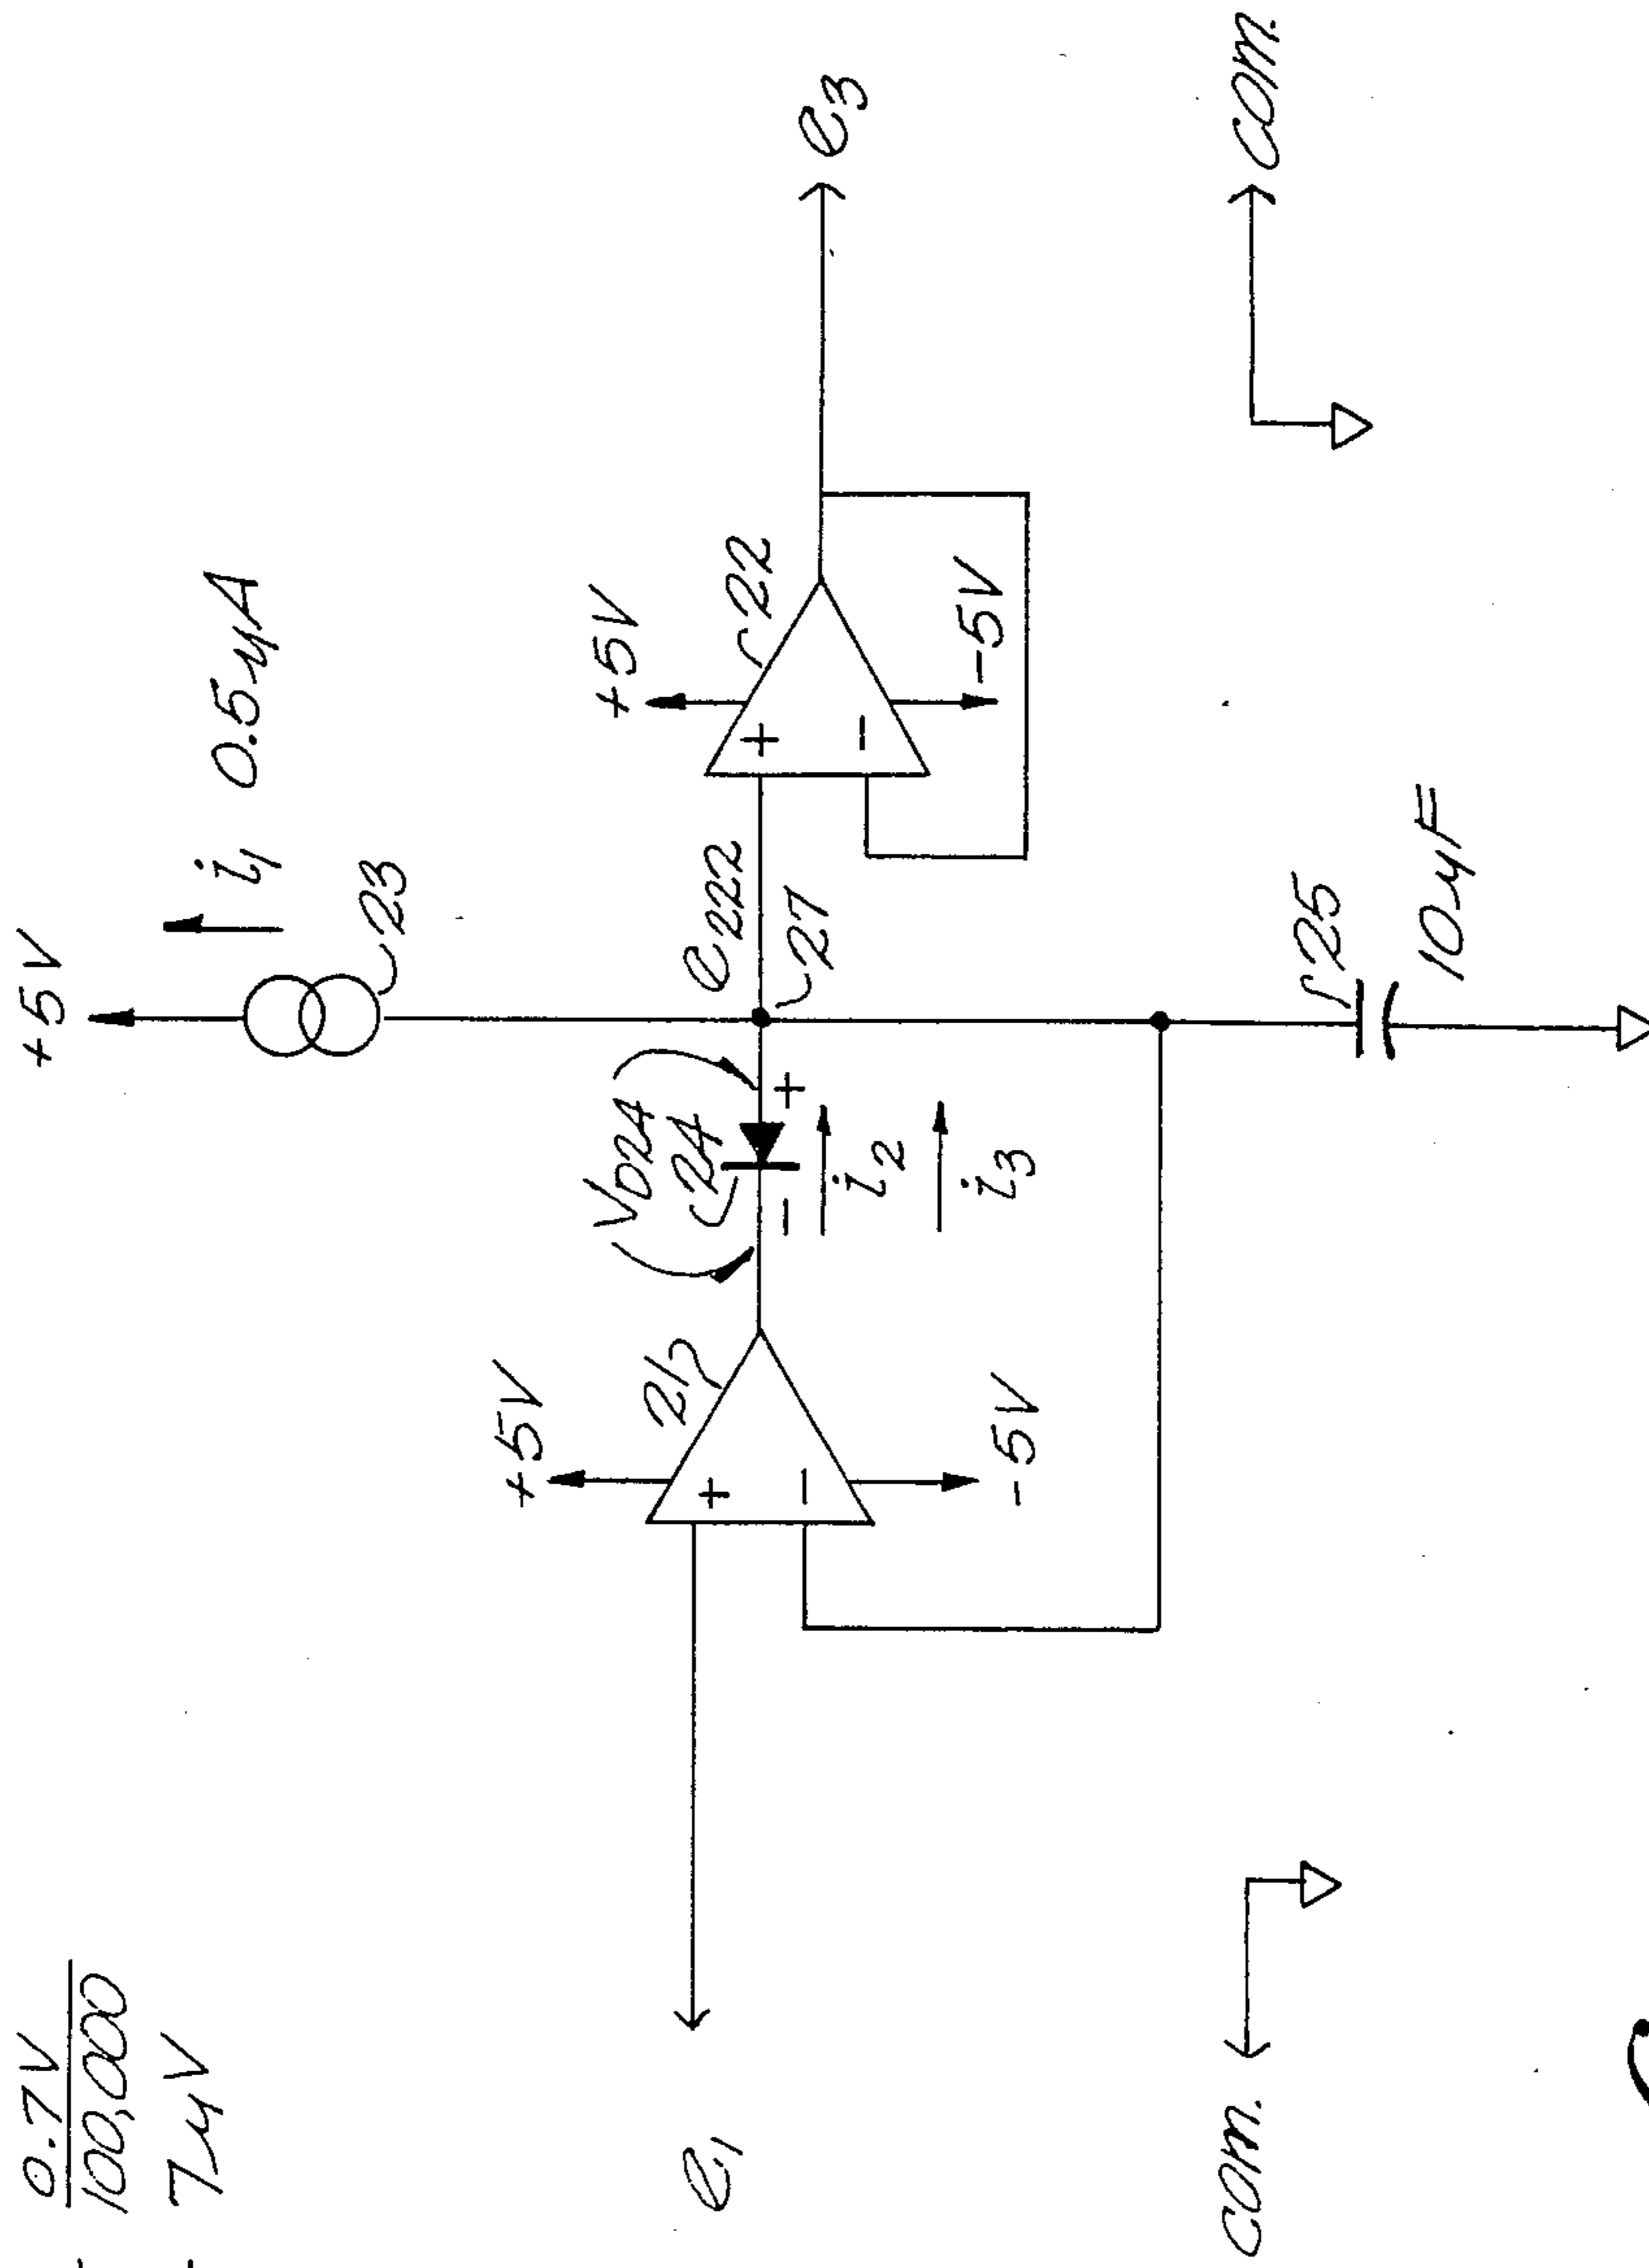 0.7V
100,000
7µV
+5V
i1 0.5µA
23
+5V
21
-5V
VD24
24
- +
i2
i3
e222
27
+5V
22
-5V
+
-
+
-
e1
e3
com.
com.
25
10µF